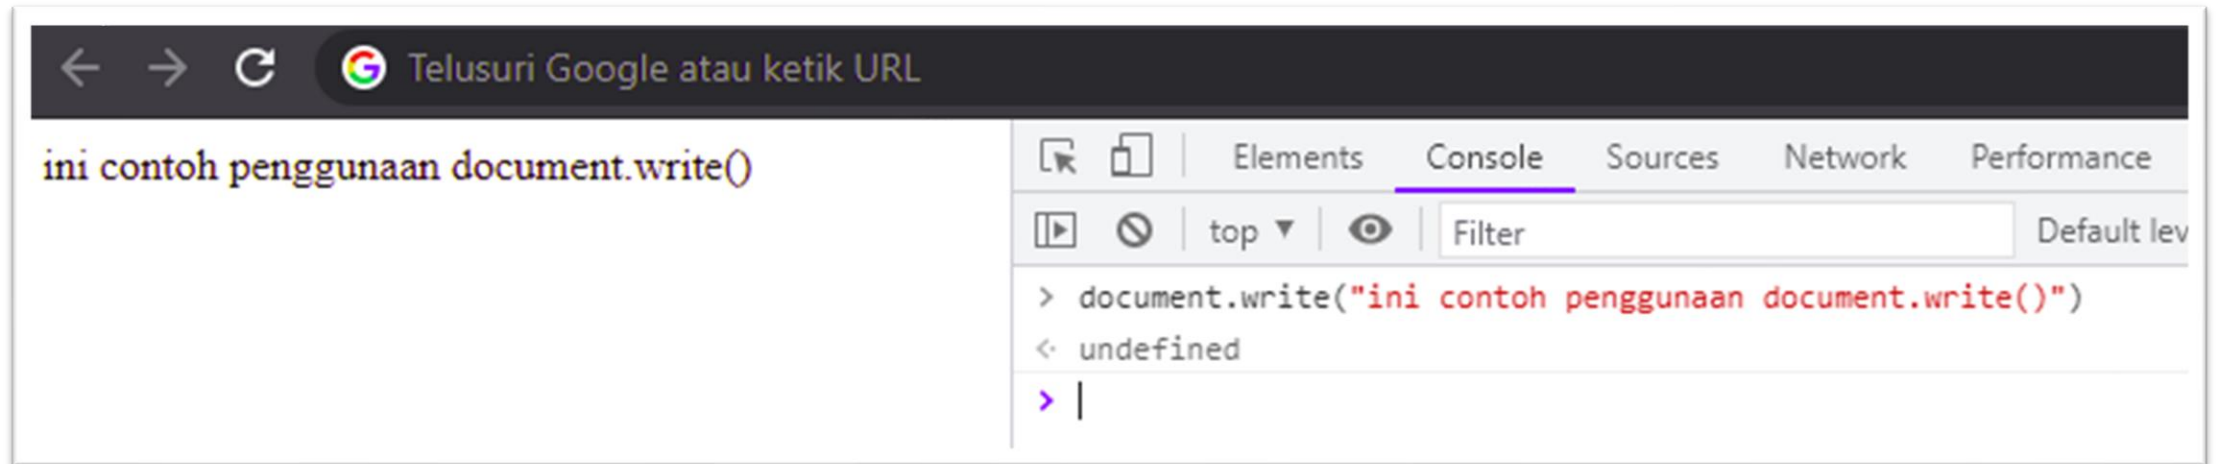 Telusuri Google atau ketik URL
ini contoh penggunaan document.write()
Elements Console Sources Network Performance
top Filter Default lev
document.write("ini contoh penggunaan document.write()")
undefined